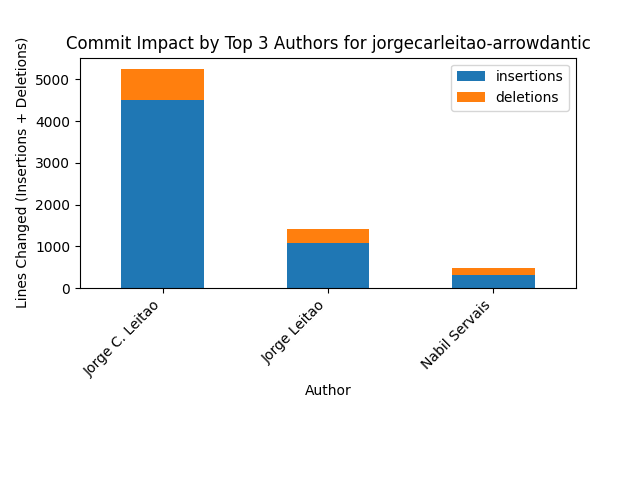 Commit Impact by Top 3 Authors for jorgecarleitao-arrowdantic
Lines Changed (Insertions + Deletions)
5000
4000
3000
2000
1000
0
insertions
deletions
Jorge C. Leitao
Jorge Leitao
Nabil Servais
Author